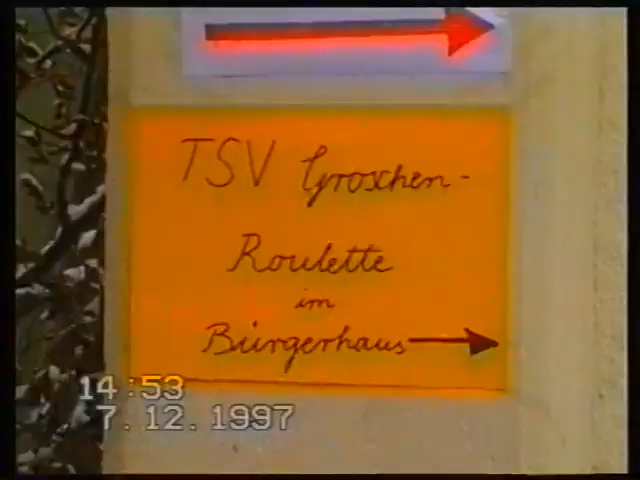 TSV Groschen-
Roulette
im
Bürgerhaus
14:53
7.12.1997